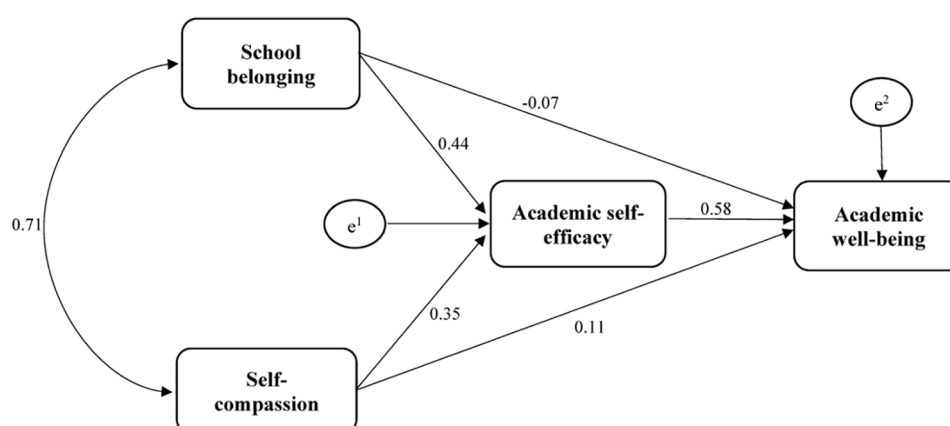 School
belonging
-0.07
e²
0.44
0.71
e¹
Academic self-
efficacy
0.58
Academic
well-being
0.35
0.11
Self-
compassion